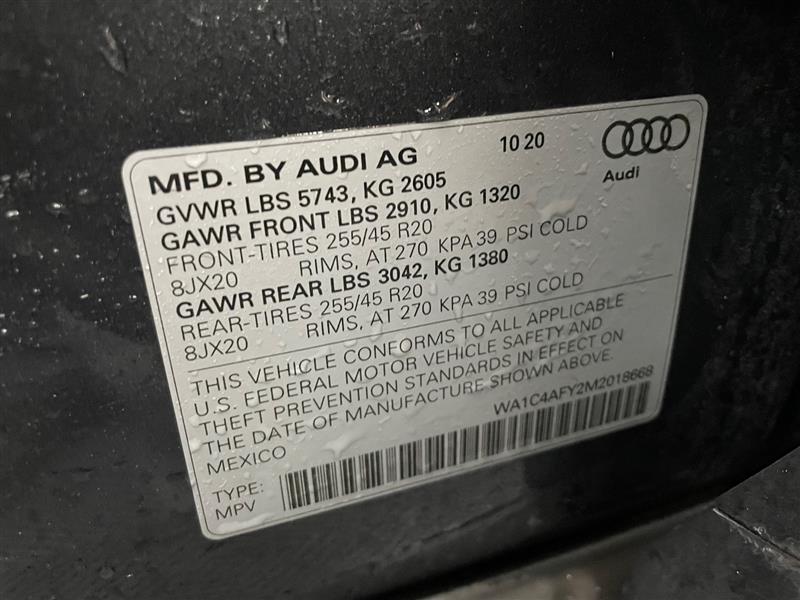 MFD. BY AUDI AG 10 20
Audi
GVWR LBS 5743, KG 2605
GAWR FRONT LBS 2910, KG 1320
FRONT-TIRES 255/45 R20
8JX20 RIMS, AT 270 KPA 39 PSI COLD
GAWR REAR LBS 3042, KG 1380
REAR-TIRES 255/45 R20
8JX20 RIMS, AT 270 KPA 39 PSI COLD
THIS VEHICLE CONFORMS TO ALL APPLICABLE
U.S. FEDERAL MOTOR VEHICLE SAFETY AND
THEFT PREVENTION STANDARDS IN EFFECT ON
THE DATE OF MANUFACTURE SHOWN ABOVE.
MEXICO WA1C4AFY2M2018668
TYPE:
MPV